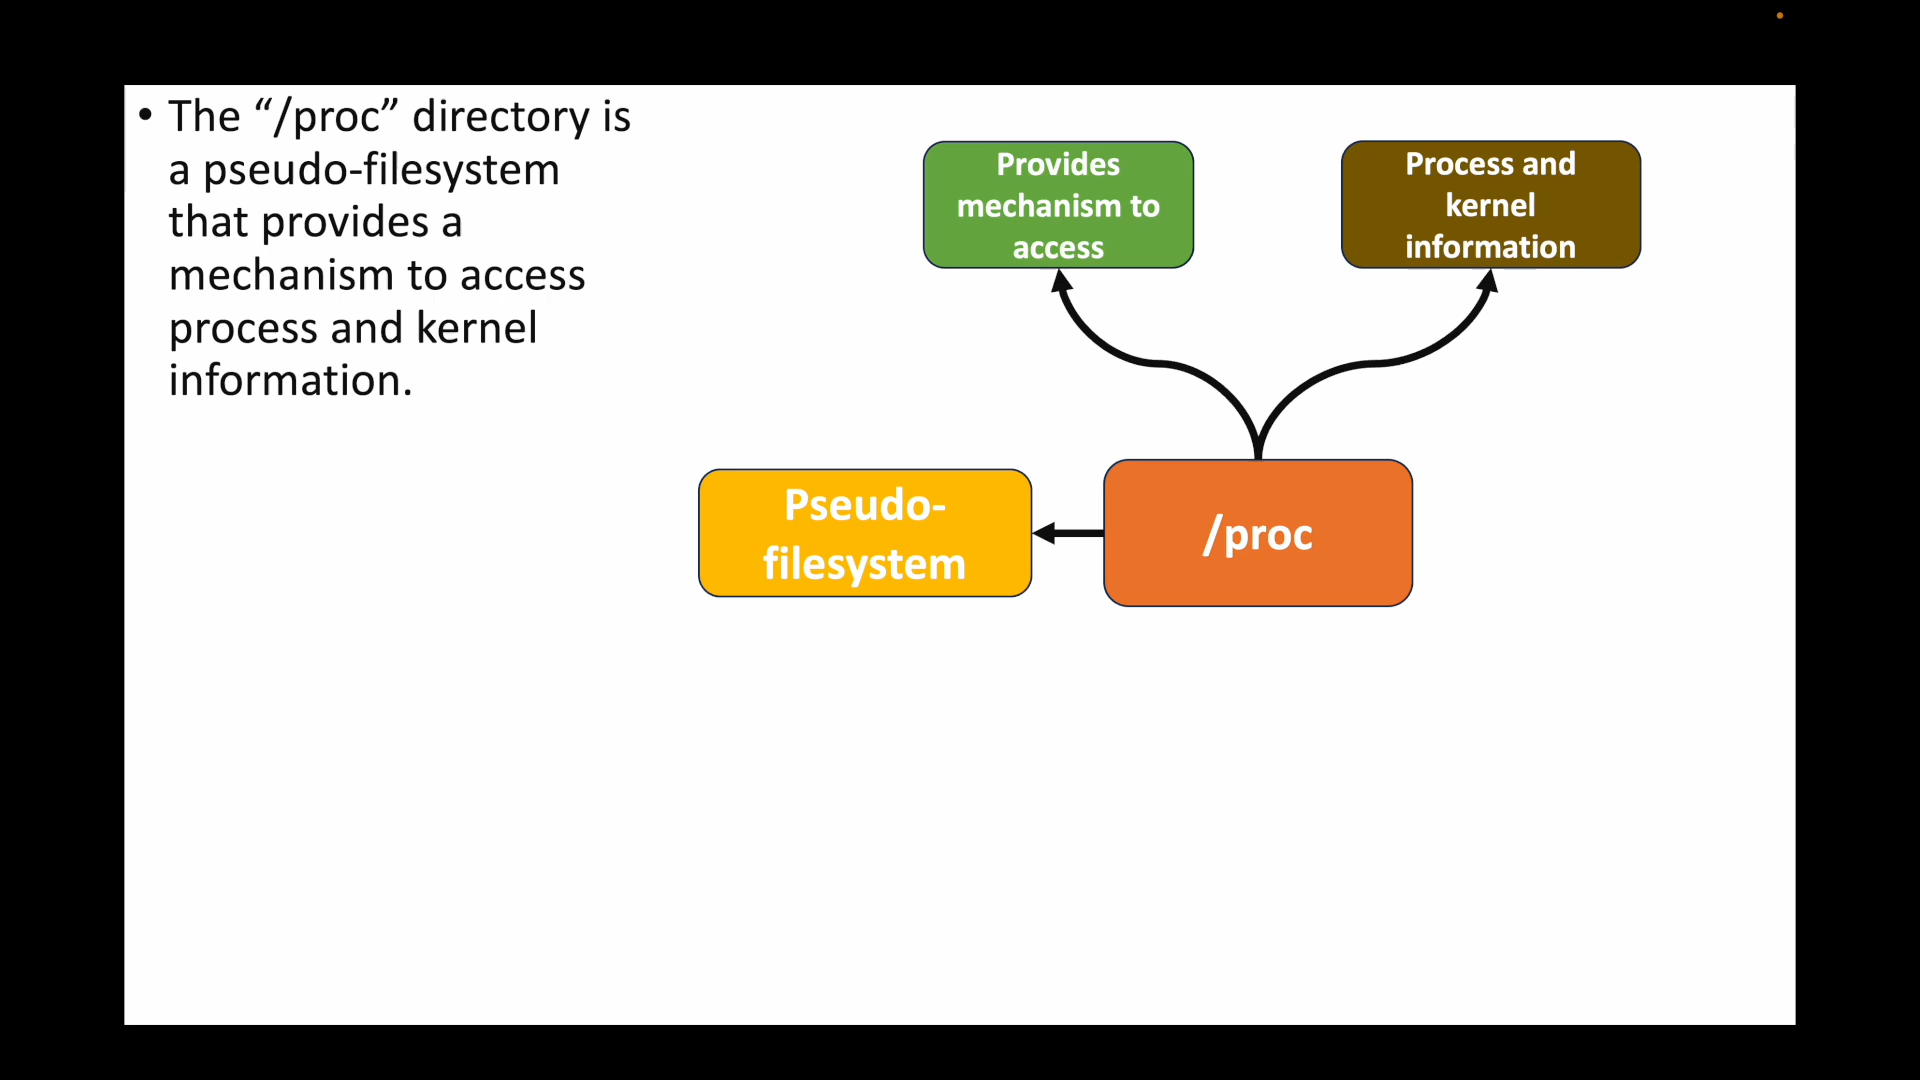 • The “/proc” directory is
a pseudo-filesystem
that provides a
mechanism to access
process and kernel
information.
Provides
mechanism to
access
Process and
kernel
information
Pseudo-
filesystem
/proc